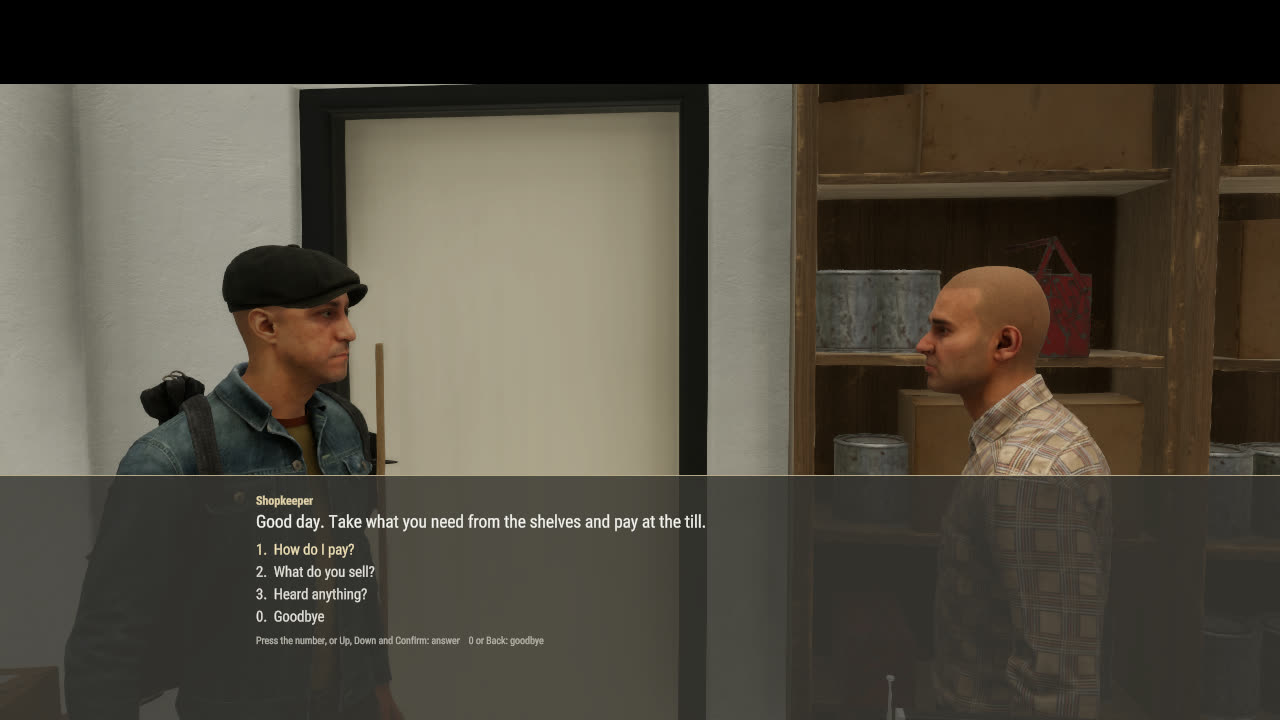 Shopkeeper
Good day. Take what you need from the shelves and pay at the till.
1. How do I pay?
2. What do you sell?
3. Heard anything?
0. Goodbye
Press the number, or Up, Down and Confirm: answer 0 or Back: goodbye